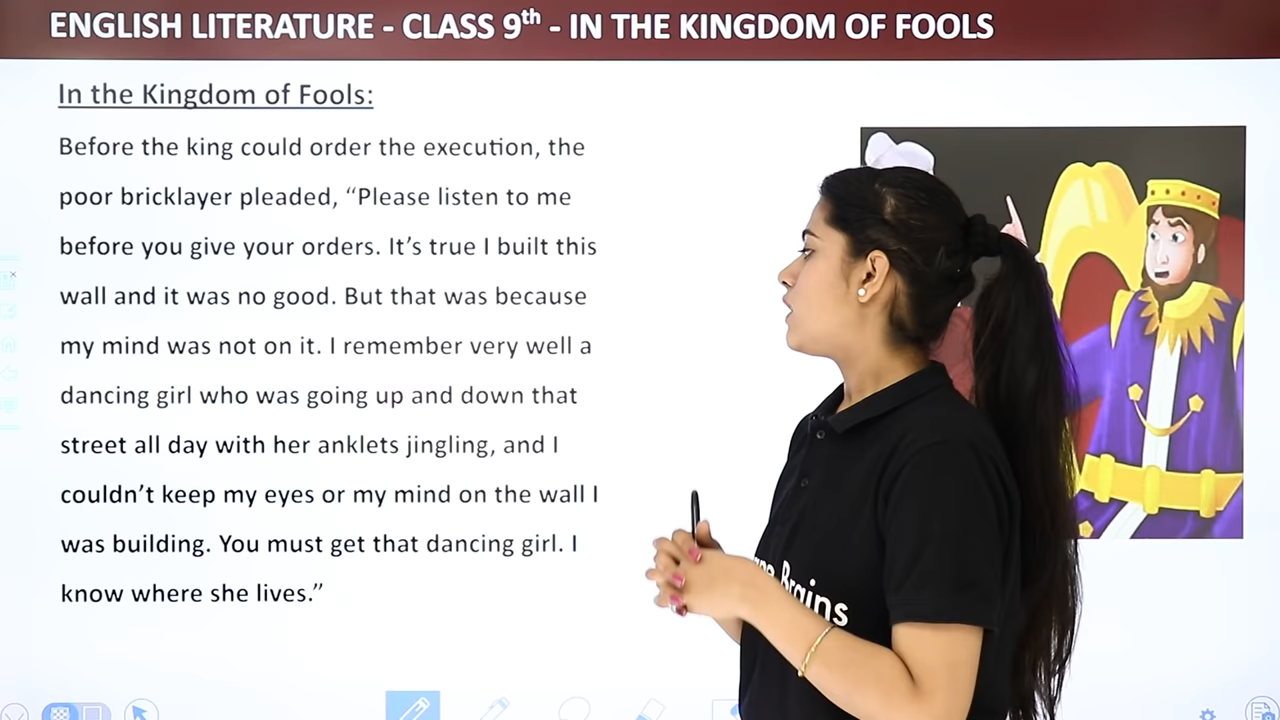 ENGLISH LITERATURE - CLASS 9th - IN THE KINGDOM OF FOOLS
In the Kingdom of Fools:
Before the king could order the execution, the
poor bricklayer pleaded, “Please listen to me
before you give your orders. It’s true I built this
wall and it was no good. But that was because
my mind was not on it. I remember very well a
dancing girl who was going up and down that
street all day with her anklets jingling, and I
couldn’t keep my eyes or my mind on the wall I
was building. You must get that dancing girl. I
know where she lives.”
Brains